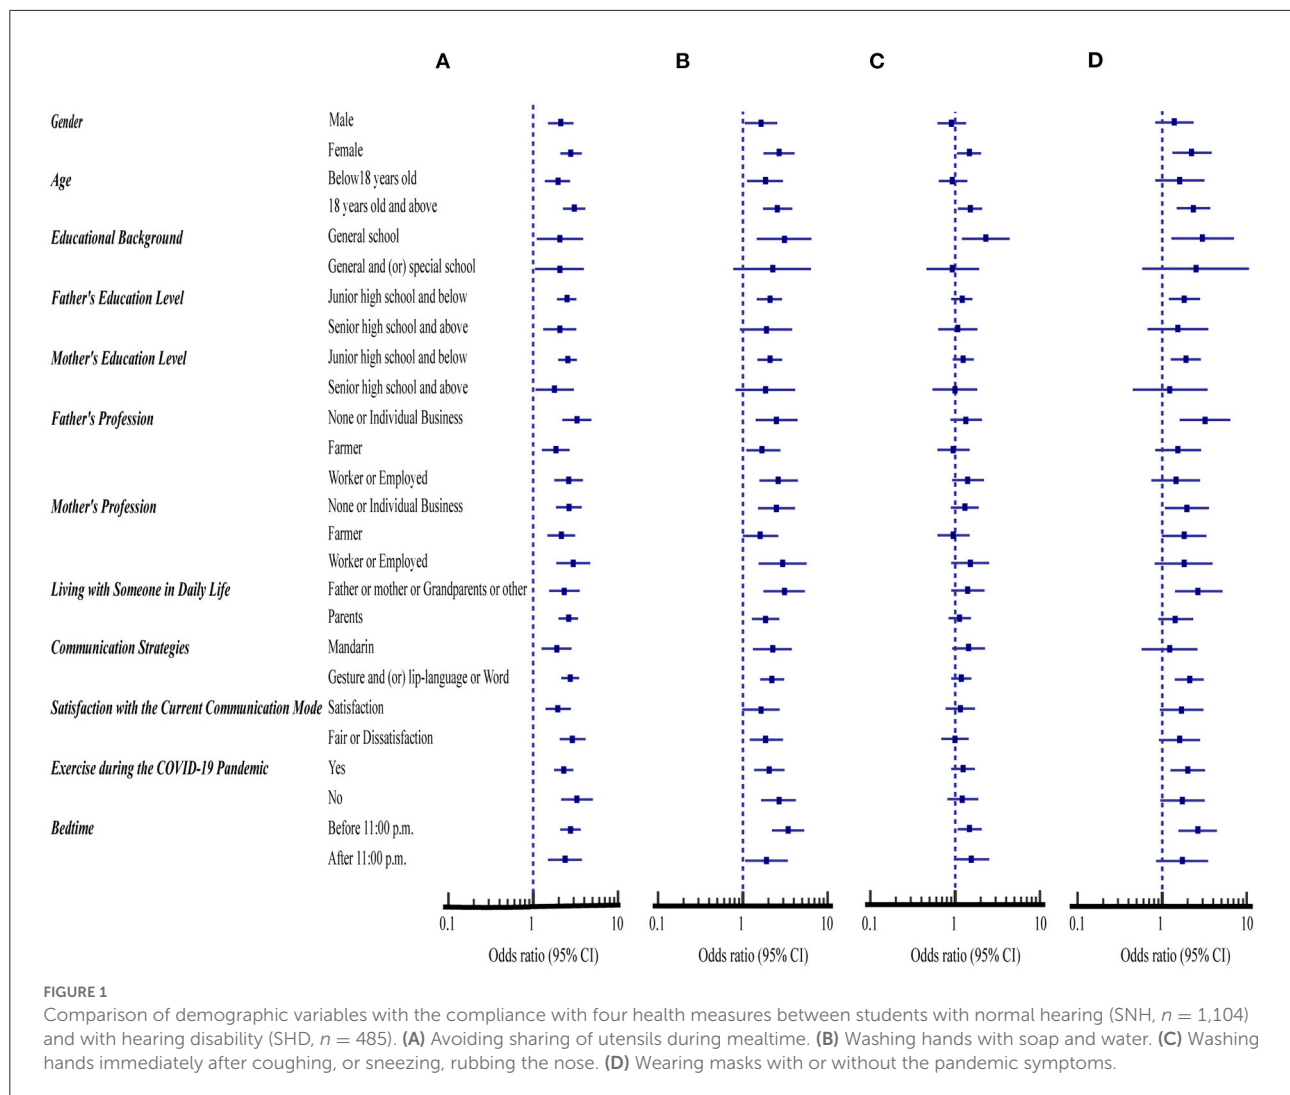 A B C D
Gender Male
Female
Age Below18 years old
18 years old and above
Educational Background General school
General and (or) special school
Father's Education Level Junior high school and below
Senior high school and above
Mother's Education Level Junior high school and below
Senior high school and above
Father's Profession None or Individual Business
Farmer
Worker or Employed
Mother's Profession None or Individual Business
Farmer
Worker or Employed
Living with Someone in Daily Life Father or mother or Grandparents or other
Parents
Communication Strategies Mandarin
Gesture and (or) lip-language or Word
Satisfaction with the Current Communication Mode Satisfaction
Fair or Dissatisfaction
Exercise during the COVID-19 Pandemic Yes
No
Bedtime Before 11:00 p.m.
After 11:00 p.m.
0.1 1 10 0.1 1 10 0.1 1 10 0.1 1 10
Odds ratio (95% CI) Odds ratio (95% CI) Odds ratio (95% CI) Odds ratio (95% CI)
FIGURE 1
Comparison of demographic variables with the compliance with four health measures between students with normal hearing (SNH, n = 1,104)
and with hearing disability (SHD, n = 485). (A) Avoiding sharing of utensils during mealtime. (B) Washing hands with soap and water. (C) Washing
hands immediately after coughing, or sneezing, rubbing the nose. (D) Wearing masks with or without the pandemic symptoms.